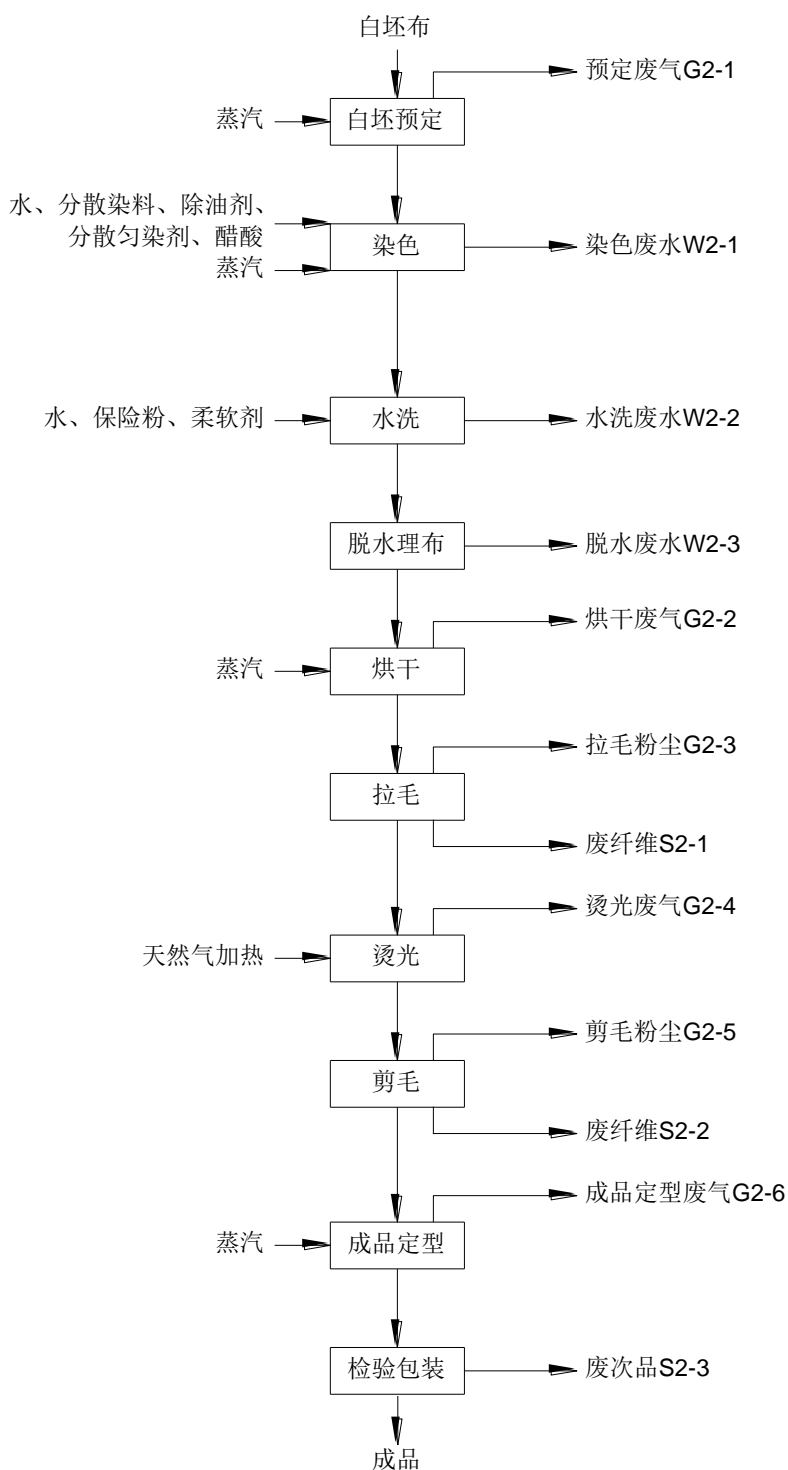 白坯布
预定废气G2-1
蒸汽
白坯预定
水、分散染料、除油剂、
分散匀染剂、醋酸
蒸汽
染色
染色废水W2-1
水、保险粉、柔软剂
水洗
水洗废水W2-2
脱水理布
脱水废水W2-3
烘干废气G2-2
蒸汽
烘干
拉毛粉尘G2-3
拉毛
废纤维S2-1
烫光废气G2-4
天然气加热
烫光
剪毛粉尘G2-5
剪毛
废纤维S2-2
成品定型废气G2-6
蒸汽
成品定型
检验包装
废次品S2-3
成品